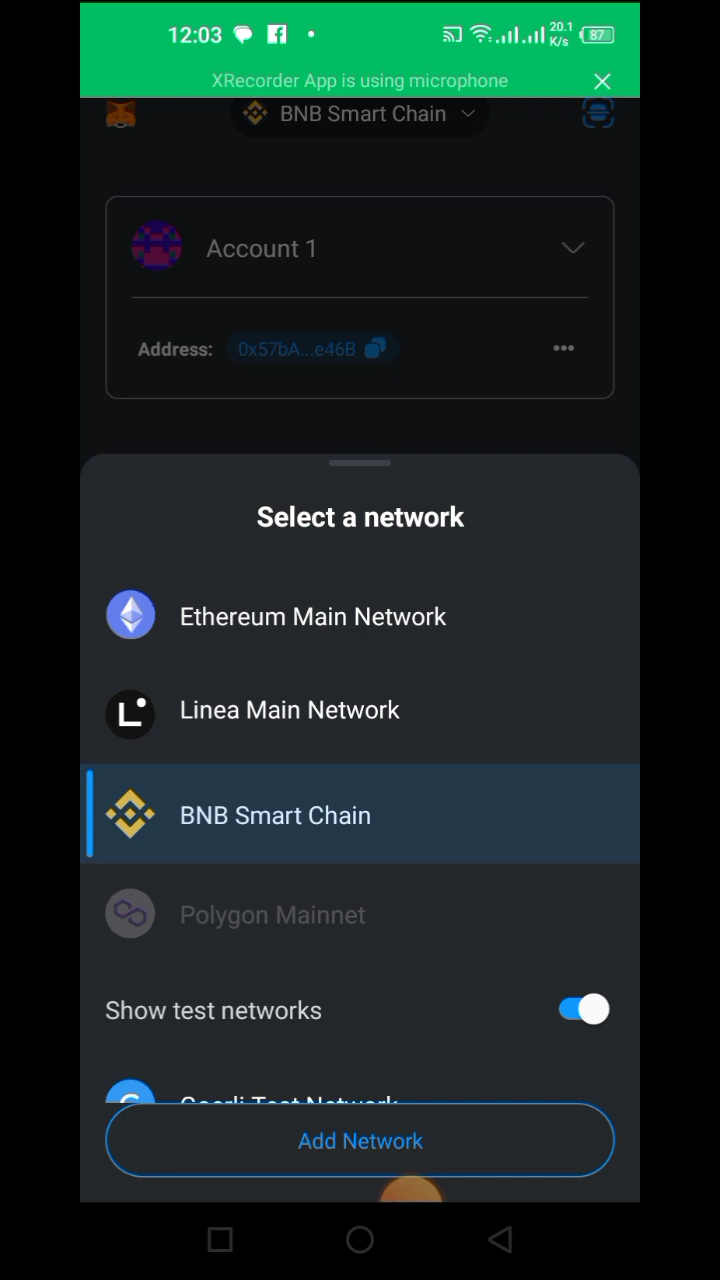 12:03
20.1
K/s
87
XRecorder App is using microphone
BNB Smart Chain
Account 1
Address: 0x57bA...e46B
Select a network
Ethereum Main Network
Linea Main Network
BNB Smart Chain
Polygon Mainnet
Show test networks
Goerli Test Network
Add Network